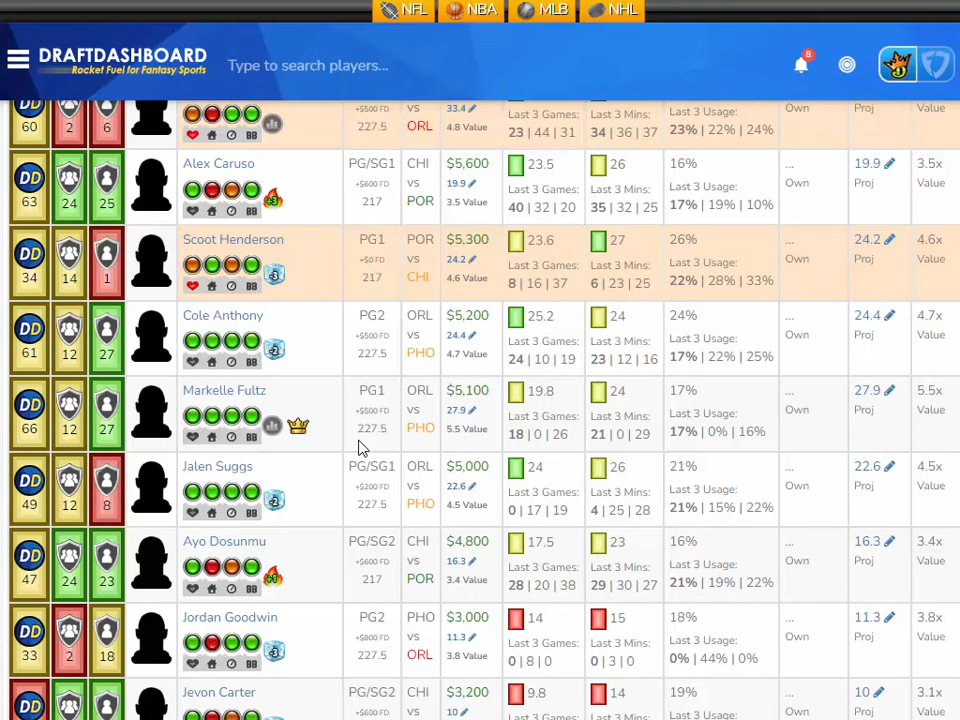 NFL NBA MLB NHL
DRAFTDASHBOARD
Rocket Fuel for Fantasy Sports
Type to search players...
8
DD 60 2 6 +$500 FD 227.5 VS ORL 33.4 4.8 Value Last 3 Games: 23 | 44 | 31 Last 3 Mins: 34 | 36 | 37 Last 3 Usage: 23% | 22% | 24% Own Proj Value
DD 63 24 25 Alex Caruso +3 PG/SG1 +$600 FD 217 CHI VS POR $5,600 19.9 3.5 Value 23.5 Last 3 Games: 40 | 32 | 20 26 Last 3 Mins: 35 | 32 | 25 16% Last 3 Usage: 17% | 19% | 10% ... Own 19.9 Proj 3.5x Value
DD 34 14 1 Scoot Henderson -3 PG1 +$0 FD 217 POR VS CHI $5,300 24.2 4.6 Value 23.6 Last 3 Games: 8 | 16 | 37 27 Last 3 Mins: 6 | 23 | 25 26% Last 3 Usage: 22% | 28% | 33% ... Own 24.2 Proj 4.6x Value
DD 61 12 27 Cole Anthony -2 PG2 +$500 FD 227.5 ORL VS PHO $5,200 24.4 4.7 Value 25.2 Last 3 Games: 24 | 10 | 19 24 Last 3 Mins: 23 | 12 | 16 24% Last 3 Usage: 17% | 22% | 25% ... Own 24.4 Proj 4.7x Value
DD 66 12 27 Markelle Fultz PG1 +$500 FD 227.5 ORL VS PHO $5,100 27.9 5.5 Value 19.8 Last 3 Games: 18 | 0 | 26 24 Last 3 Mins: 21 | 0 | 29 17% Last 3 Usage: 17% | 0% | 16% ... Own 27.9 Proj 5.5x Value
DD 49 12 8 Jalen Suggs -2 PG/SG1 +$200 FD 227.5 ORL VS PHO $5,000 22.6 4.5 Value 24 Last 3 Games: 0 | 17 | 19 26 Last 3 Mins: 4 | 25 | 28 21% Last 3 Usage: 21% | 15% | 22% ... Own 22.6 Proj 4.5x Value
DD 47 24 23 Ayo Dosunmu +1 PG/SG2 +$600 FD 217 CHI VS POR $4,800 16.3 3.4 Value 17.5 Last 3 Games: 28 | 20 | 38 23 Last 3 Mins: 29 | 30 | 27 16% Last 3 Usage: 21% | 19% | 22% ... Own 16.3 Proj 3.4x Value
DD 33 2 18 Jordan Goodwin -3 PG2 +$800 FD 227.5 PHO VS ORL $3,000 11.3 3.8 Value 14 Last 3 Games: 0 | 8 | 0 15 Last 3 Mins: 0 | 3 | 0 18% Last 3 Usage: 0% | 44% | 0% ... Own 11.3 Proj 3.8x Value
DD Jevon Carter PG/SG2 +$600 FD CHI VS $3,200 10 9.8 Last 3 Games: 14 Last 3 Mins: 19% Last 3 Usage: ... Own 10 Proj 3.1x Value